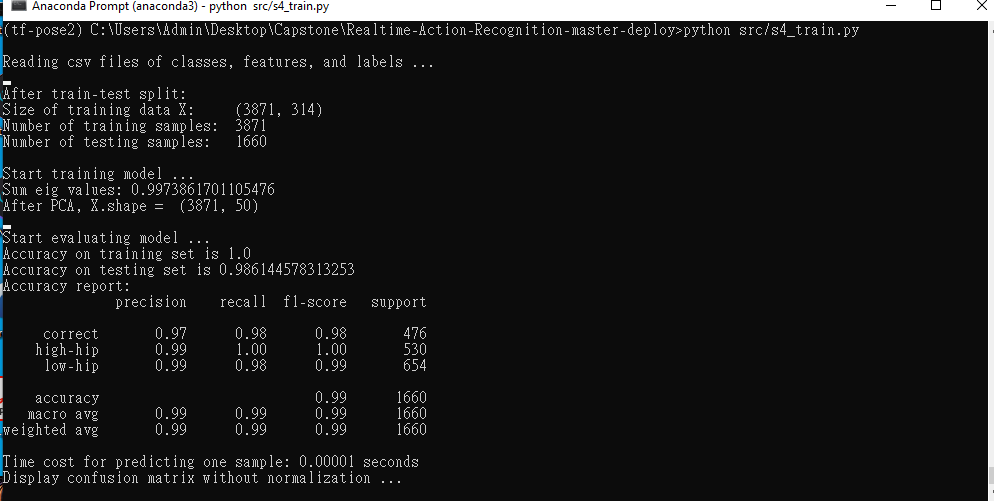 Anaconda Prompt (anaconda3) - python src/s4_train.py
(tf-pose2) C:\Users\Admin\Desktop\Capstone\Realtime-Action-Recognition-master-deploy>python src/s4_train.py
Reading csv files of classes, features, and labels ...
After train-test split:
Size of training data X: (3871, 314)
Number of training samples: 3871
Number of testing samples: 1660
Start training model ...
Sum eig values: 0.9973861701105476
After PCA, X.shape = (3871, 50)
Start evaluating model ...
Accuracy on training set is 1.0
Accuracy on testing set is 0.986144578313253
Accuracy report:
precision recall f1-score support
correct 0.97 0.98 0.98 476
high-hip 0.99 1.00 1.00 530
low-hip 0.99 0.98 0.99 654
accuracy 0.99 1660
macro avg 0.99 0.99 0.99 1660
weighted avg 0.99 0.99 0.99 1660
Time cost for predicting one sample: 0.00001 seconds
Display confusion matrix without normalization ...